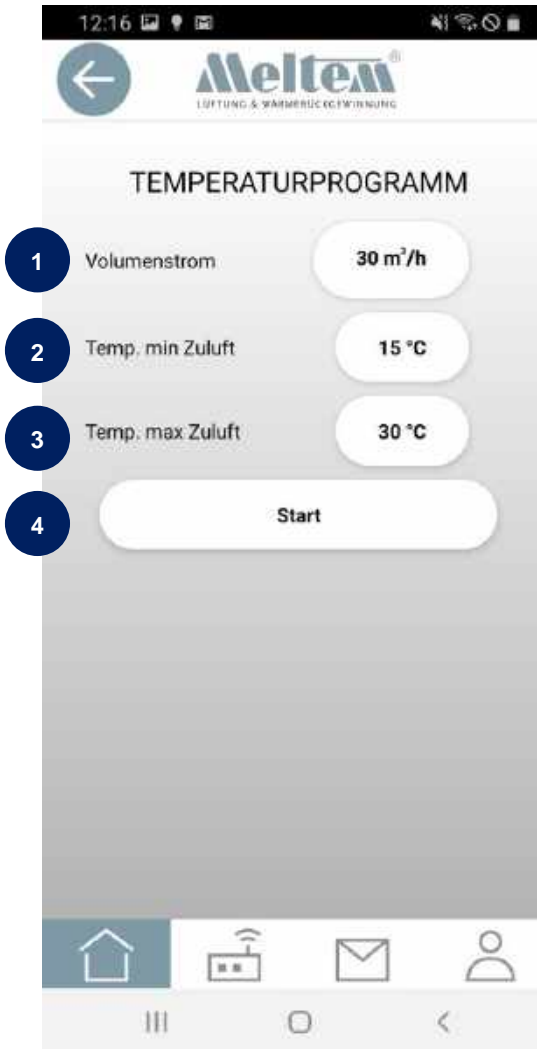 12:16
Meltem®
LÜFTUNG & WÄRMERÜCKGEWINNUNG
TEMPERATURPROGRAMM
1 Volumenstrom 30 m³/h
2 Temp. min Zuluft 15 °C
3 Temp. max Zuluft 30 °C
4 Start